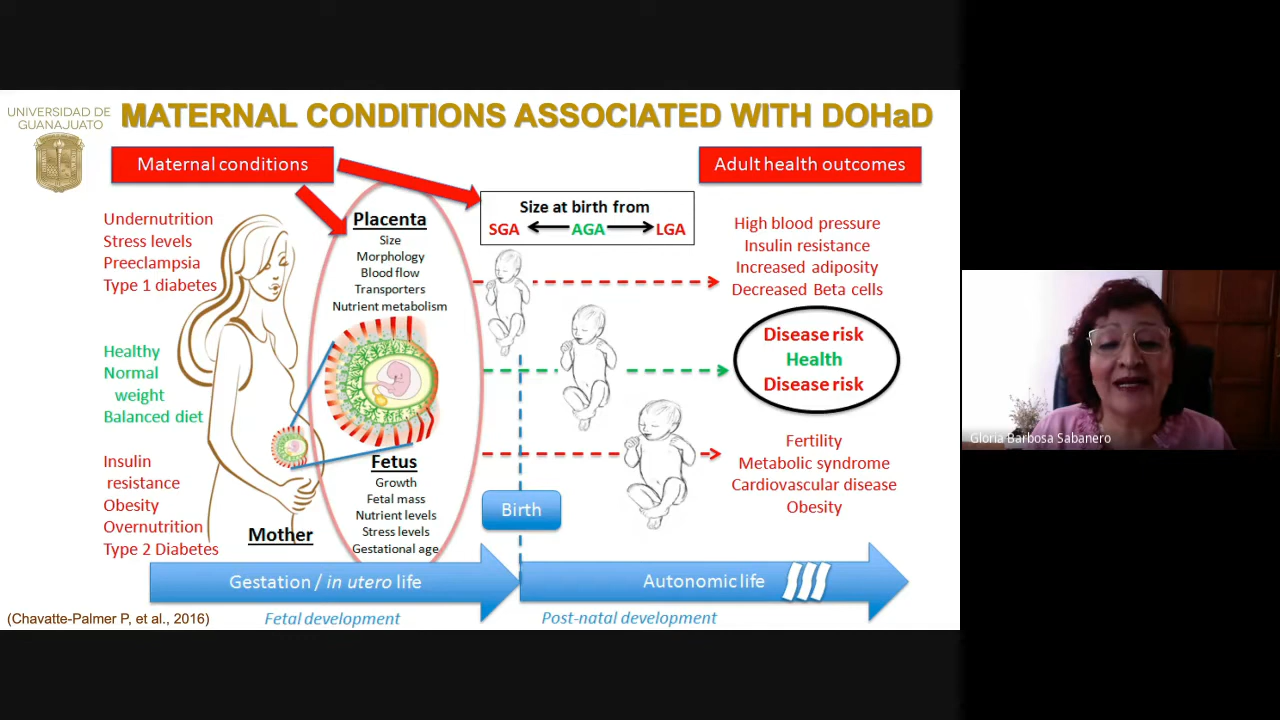 UNIVERSIDAD DE
GUANAJUATO
MATERNAL CONDITIONS ASSOCIATED WITH DOHaD
Maternal conditions
Adult health outcomes
Undernutrition
Stress levels
Preeclampsia
Type 1 diabetes
Healthy
Normal
weight
Balanced diet
Insulin
resistance
Obesity
Overnutrition
Type 2 Diabetes
Mother
Placenta
Size
Morphology
Blood flow
Transporters
Nutrient metabolism
Fetus
Growth
Fetal mass
Nutrient levels
Stress levels
Gestational age
Size at birth from
SGA AGA LGA
Birth
High blood pressure
Insulin resistance
Increased adiposity
Decreased Beta cells
Disease risk
Health
Disease risk
Fertility
Metabolic syndrome
Cardiovascular disease
Obesity
Gestation / in utero life
Autonomic life
(Chavatte-Palmer P, et al., 2016)
Fetal development
Post-natal development
Gloria Barbosa Sabanero